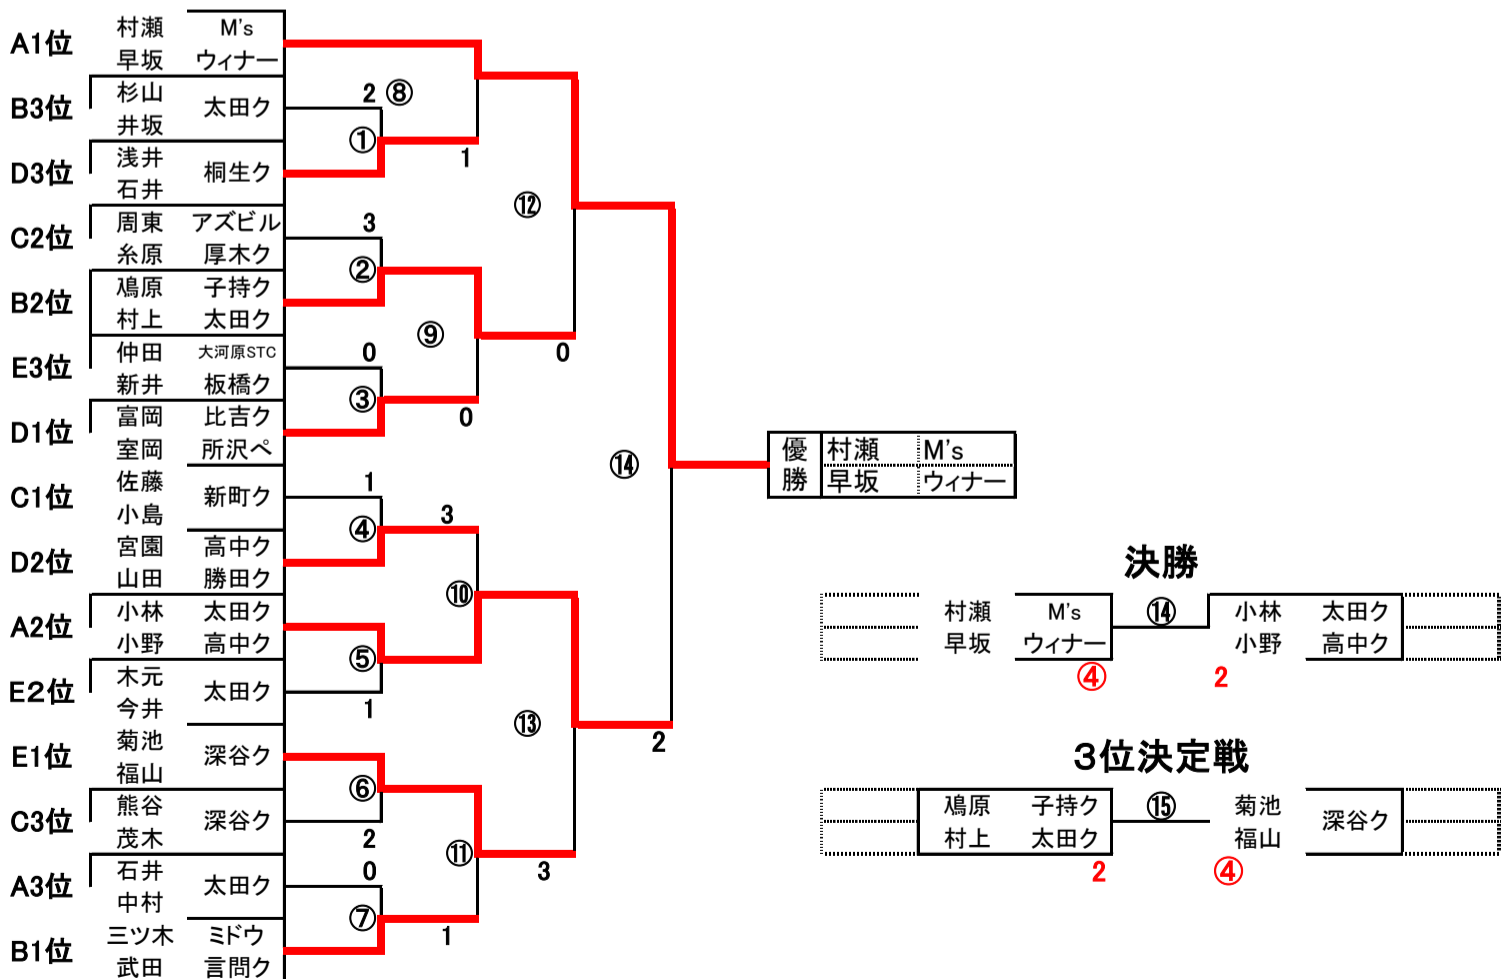 A1位 村瀬 M's
早坂 ウィナー
B3位 杉山 太田ク 2 ⑧
井坂
①
D3位 浅井 桐生ク 1
石井
C2位 周東 アズビル 3 ⑫
糸原 厚木ク
②
B2位 鳰原 子持ク
村上 太田ク
⑨
E3位 仲田 大河原STC 0 0
新井 板橋ク
③
D1位 富岡 比吉ク 0
室岡 所沢ペ
⑭
優勝 村瀬 M's
早坂 ウィナー
C1位 佐藤 新町ク 1
小島 3
④
D2位 宮園 高中ク
山田 勝田ク
⑩
A2位 小林 太田ク
小野 高中ク
⑤
E2位 木元 太田ク
今井 1
⑬
2
E1位 菊池 深谷ク
福山
⑥
C3位 熊谷 深谷ク
茂木 2
⑪
A3位 石井 太田ク 0 3
中村
⑦
B1位 三ツ木 ミドウ 1
武田 言問ク
決勝
村瀬 M's ⑭ 小林 太田ク
早坂 ウィナー 小野 高中ク
④ 2
3位決定戦
鳰原 子持ク ⑮ 菊池 深谷ク
村上 太田ク 福山
2 ④